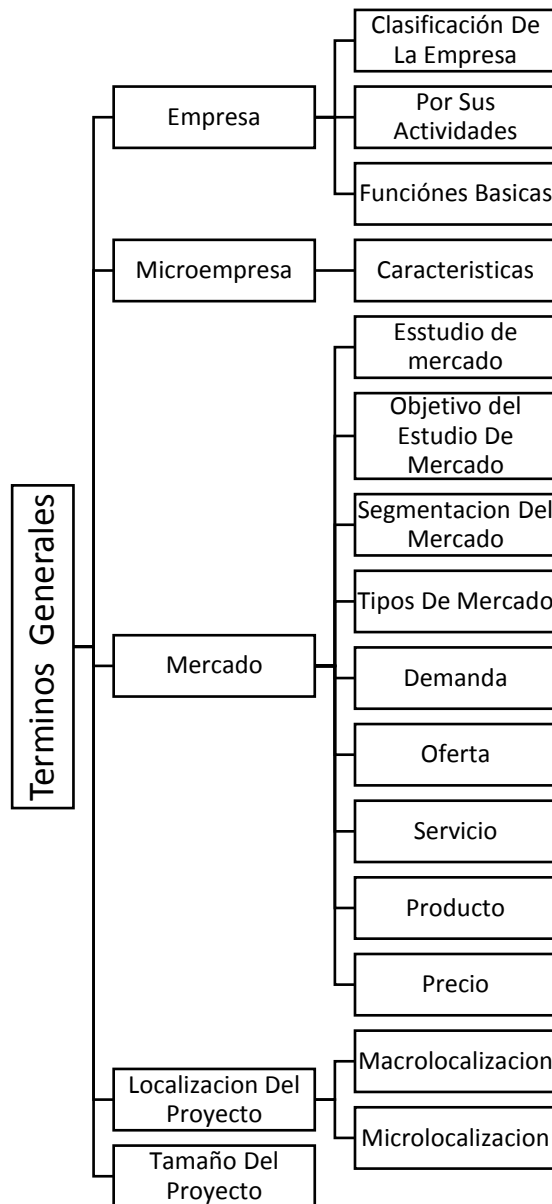 Terminos Generales
Empresa
Clasificación De
La Empresa
Por Sus
Actividades
Funciónes Basicas
Microempresa
Caracteristicas
Mercado
Esstudio de
mercado
Objetivo del
Estudio De
Mercado
Segmentacion Del
Mercado
Tipos De Mercado
Demanda
Oferta
Servicio
Producto
Precio
Localizacion Del
Proyecto
Macrolocalizacion
Microlocalizacion
Tamaño Del
Proyecto